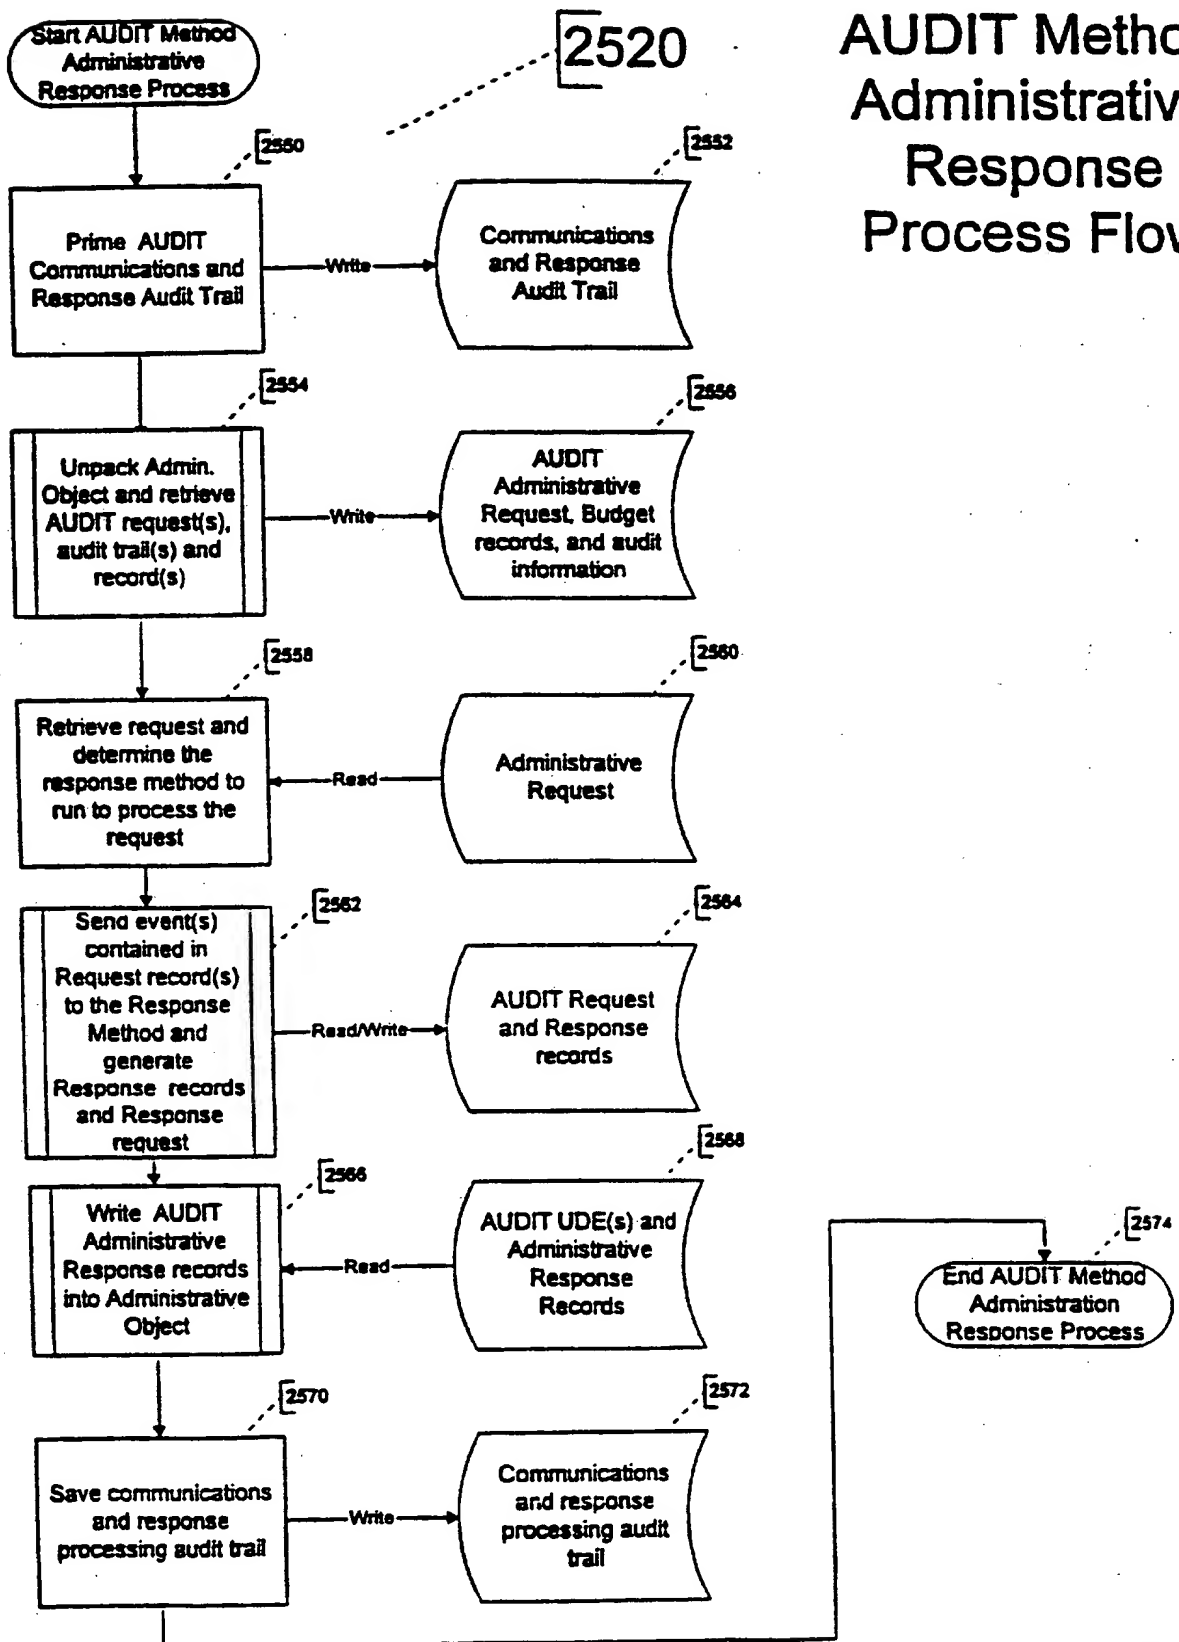 Start AUDIT Method
Administrative
Response Process
2520
AUDIT Metho
Administrativ
Response
Process Flov
2550
Prime AUDIT
Communications and
Response Audit Trail
Write
2552
Communications
and Response
Audit Trail
2554
Unpack Admin.
Object and retrieve
AUDIT request(s),
audit trail(s) and
record(s)
Write
2556
AUDIT
Administrative
Request, Budget
records, and audit
information
2558
Retrieve request and
determine the
response method to
run to process the
request
Read
2560
Administrative
Request
2562
Send event(s)
contained in
Request record(s)
to the Response
Method and
generate
Response records
and Response
request
Read/Write
2564
AUDIT Request
and Response
records
2566
Write AUDIT
Administrative
Response records
into Administrative
Object
Read
2568
AUDIT UDE(s) and
Administrative
Response
Records
2570
Save communications
and response
processing audit trail
Write
2572
Communications
and response
processing audit
trail
2574
End AUDIT Method
Administration
Response Process